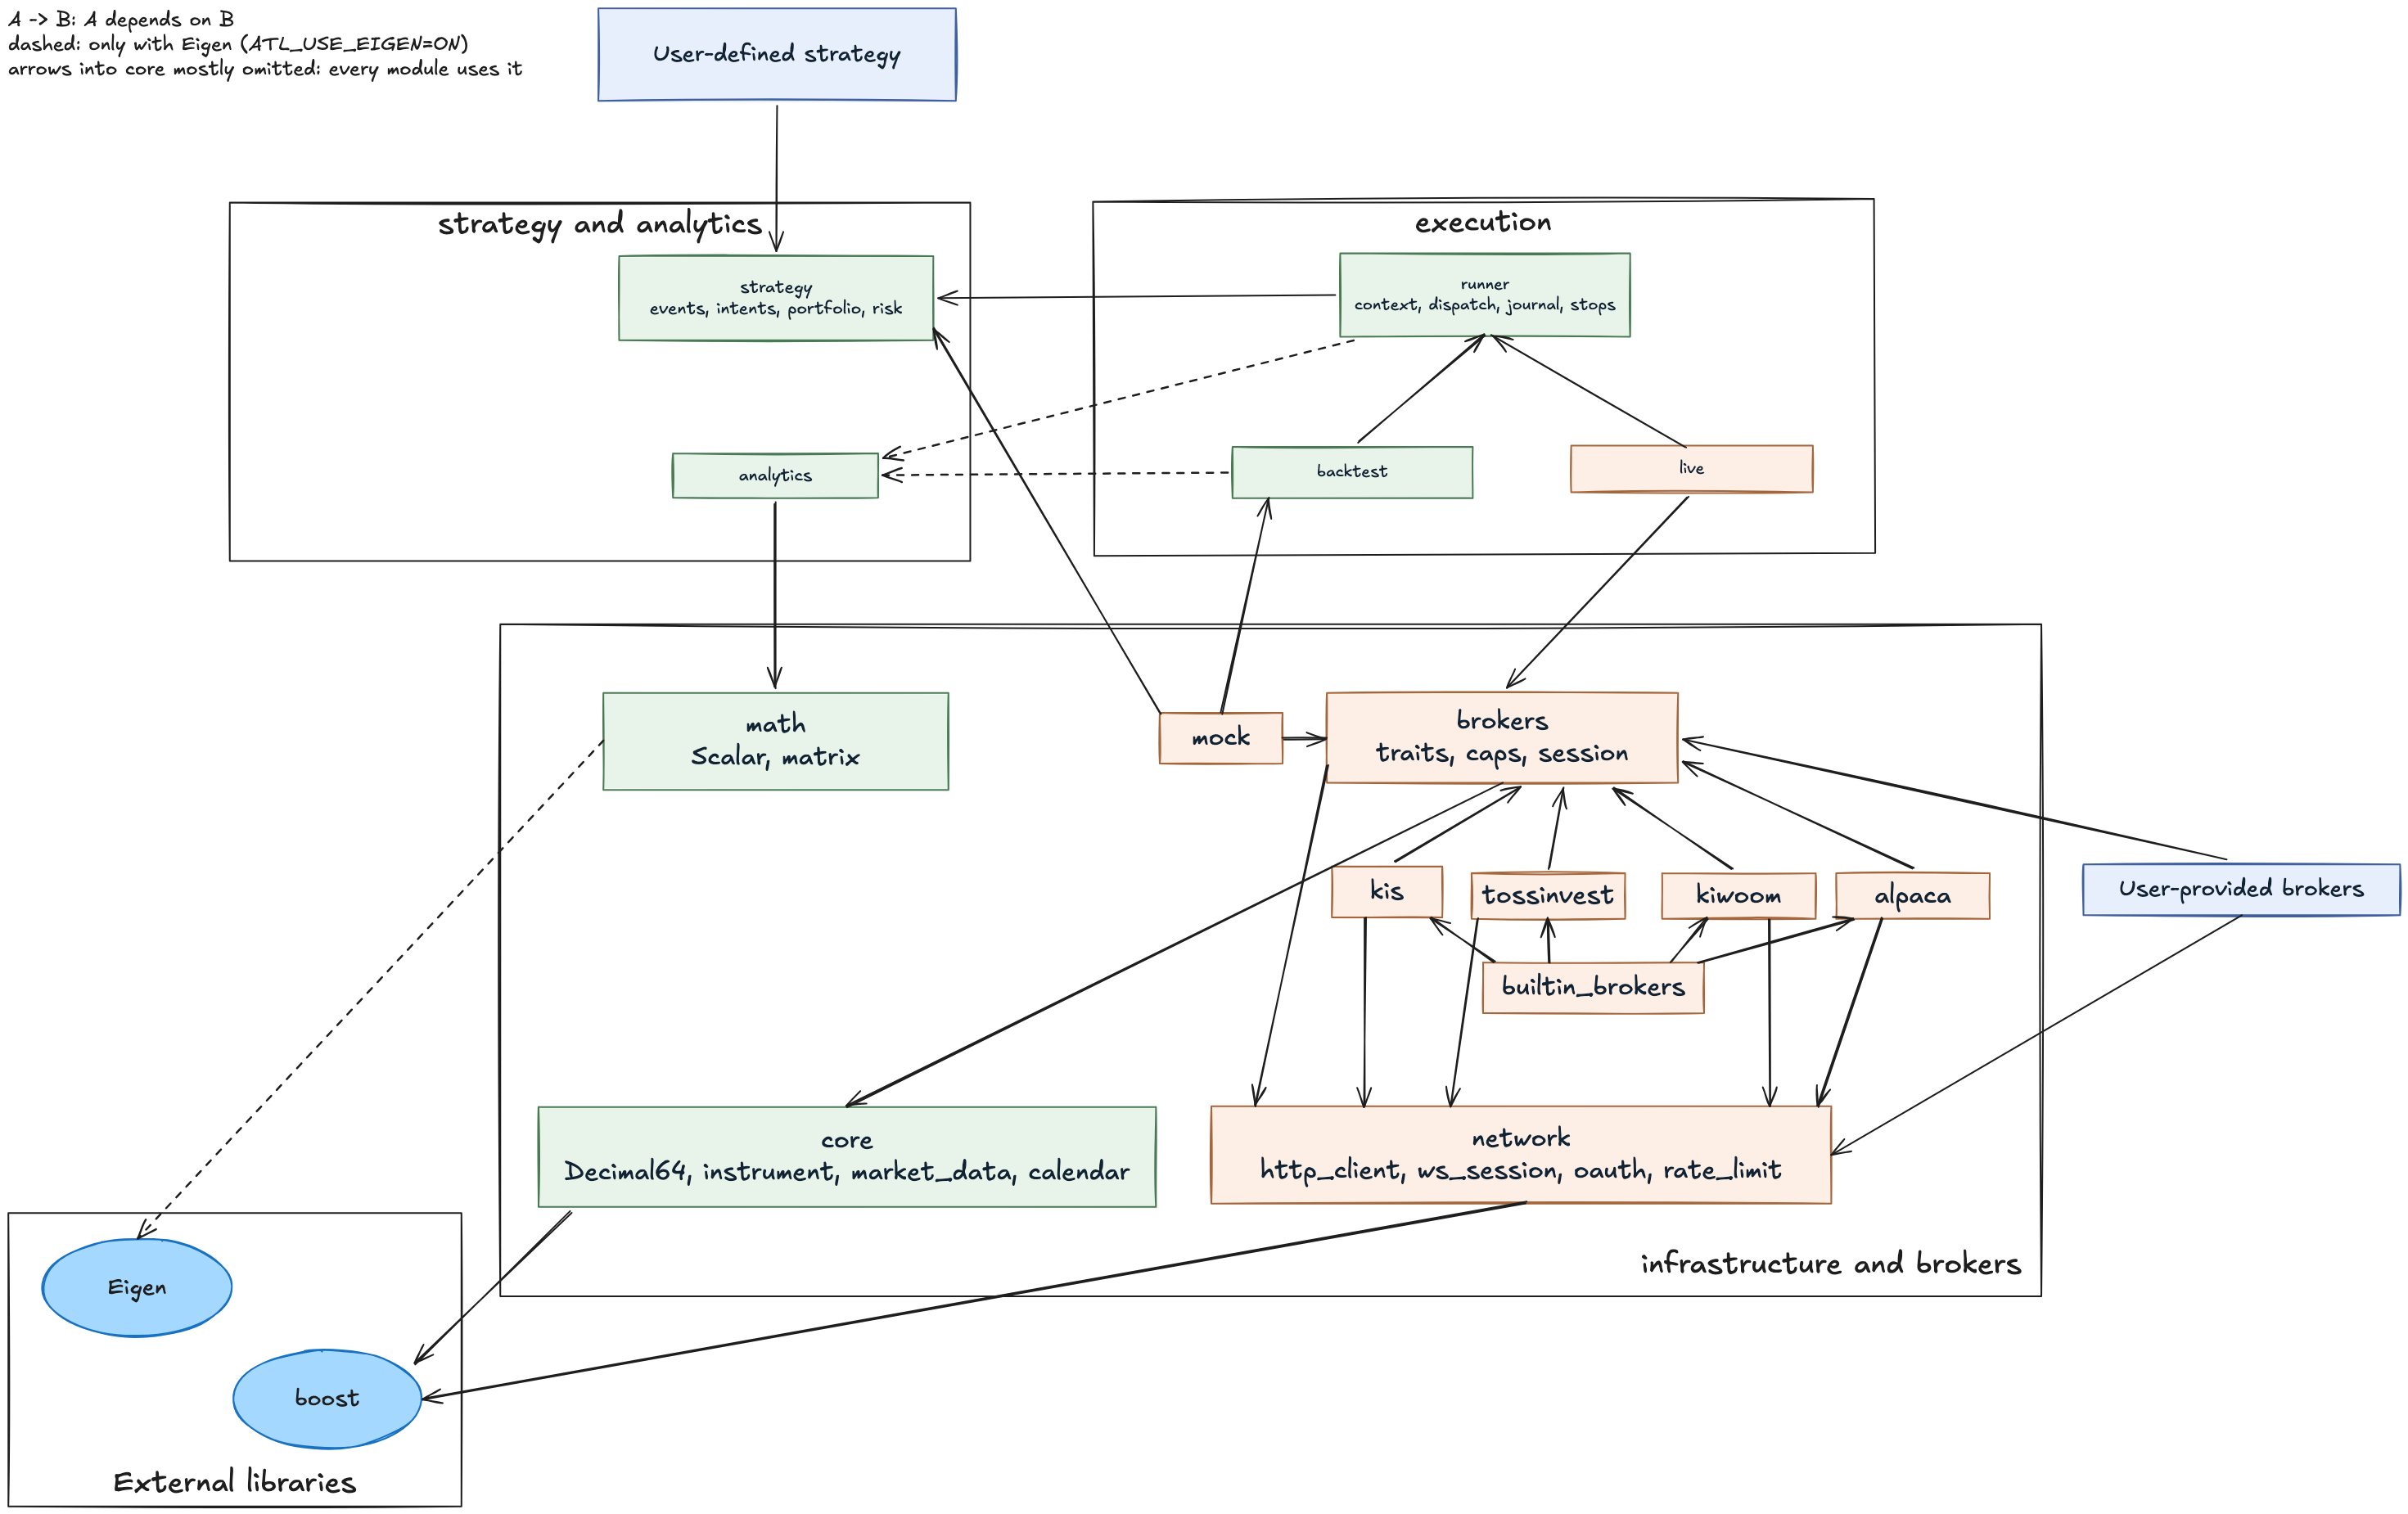 A -> B: A depends on B
dashed: only with Eigen (ATL_USE_EIGEN=ON)
arrows into core mostly omitted: every module uses it
User-defined strategy
strategy and analytics
execution
strategy
events, intents, portfolio, risk
runner
context, dispatch, journal, stops
analytics
backtest
live
math
Scalar, matrix
mock
brokers
traits, caps, session
kis
tossinvest
kiwoom
alpaca
User-provided brokers
builtin_brokers
core
Decimal64, instrument, market_data, calendar
network
http_client, ws_session, oauth, rate_limit
infrastructure and brokers
Eigen
boost
External libraries